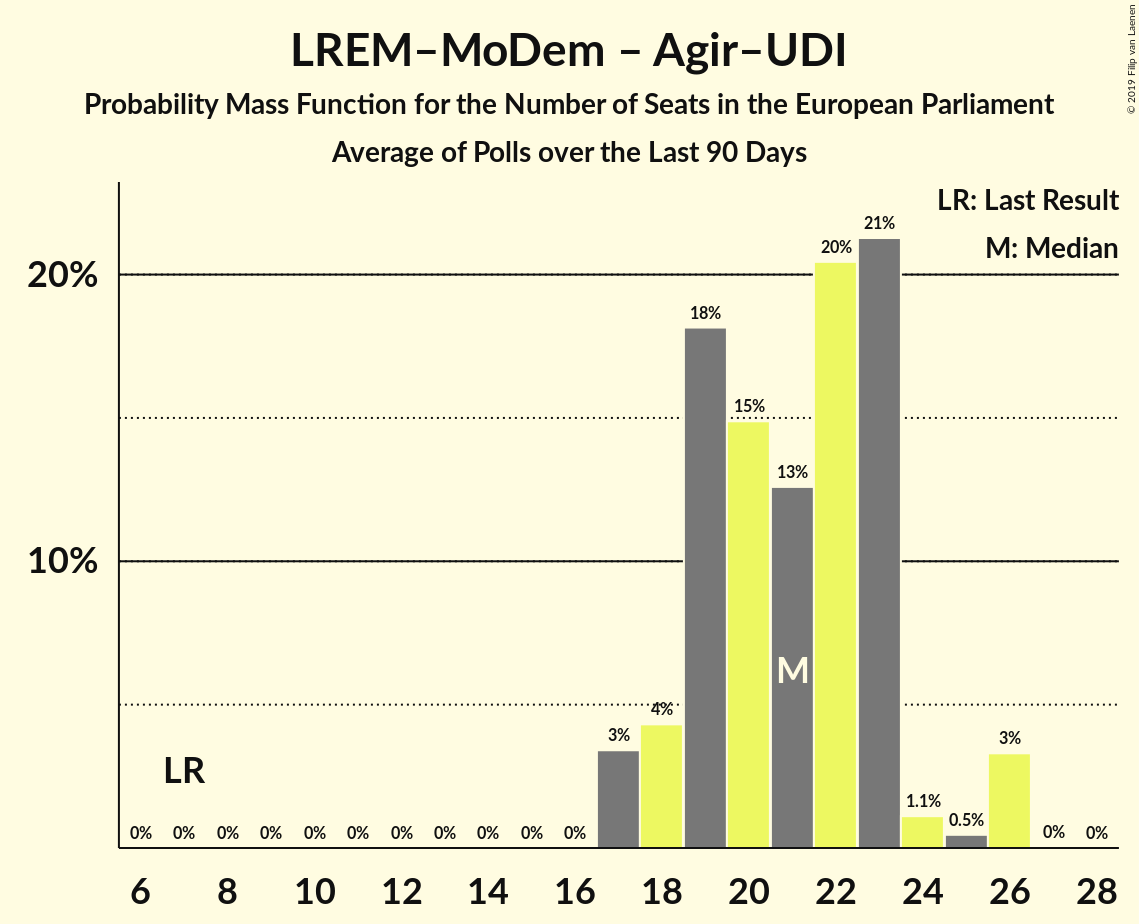 LREM–MoDem – Agir–UDI
Probability Mass Function for the Number of Seats in the European Parliament
Average of Polls over the Last 90 Days
© 2019 Filip van Laenen
LR: Last Result
M: Median
20%
10%
0%
0%
0%
0%
0%
0%
0%
0%
0%
0%
0%
3%
4%
18%
15%
13%
20%
21%
1.1%
0.5%
3%
0%
0%
LR
M
6 8 10 12 14 16 18 20 22 24 26 28